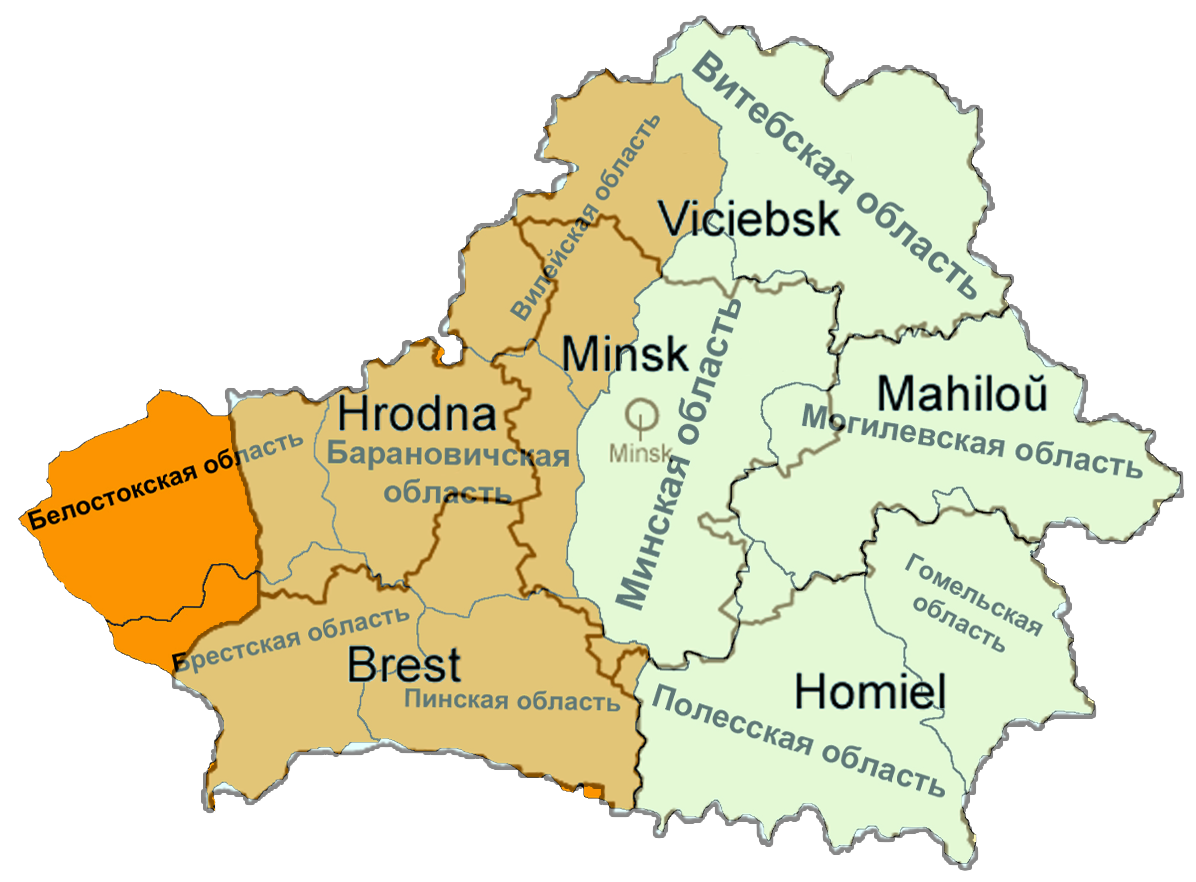 Витебская область
Вилейская область
Viciebsk
Minsk
Минская область
Mahiloŭ
Могилевская область
Hrodna
Барановичская
область
Minsk
Белостокская область
Гомельская
область
Брестская область
Brest
Пинская область
Homiel
Полесская область